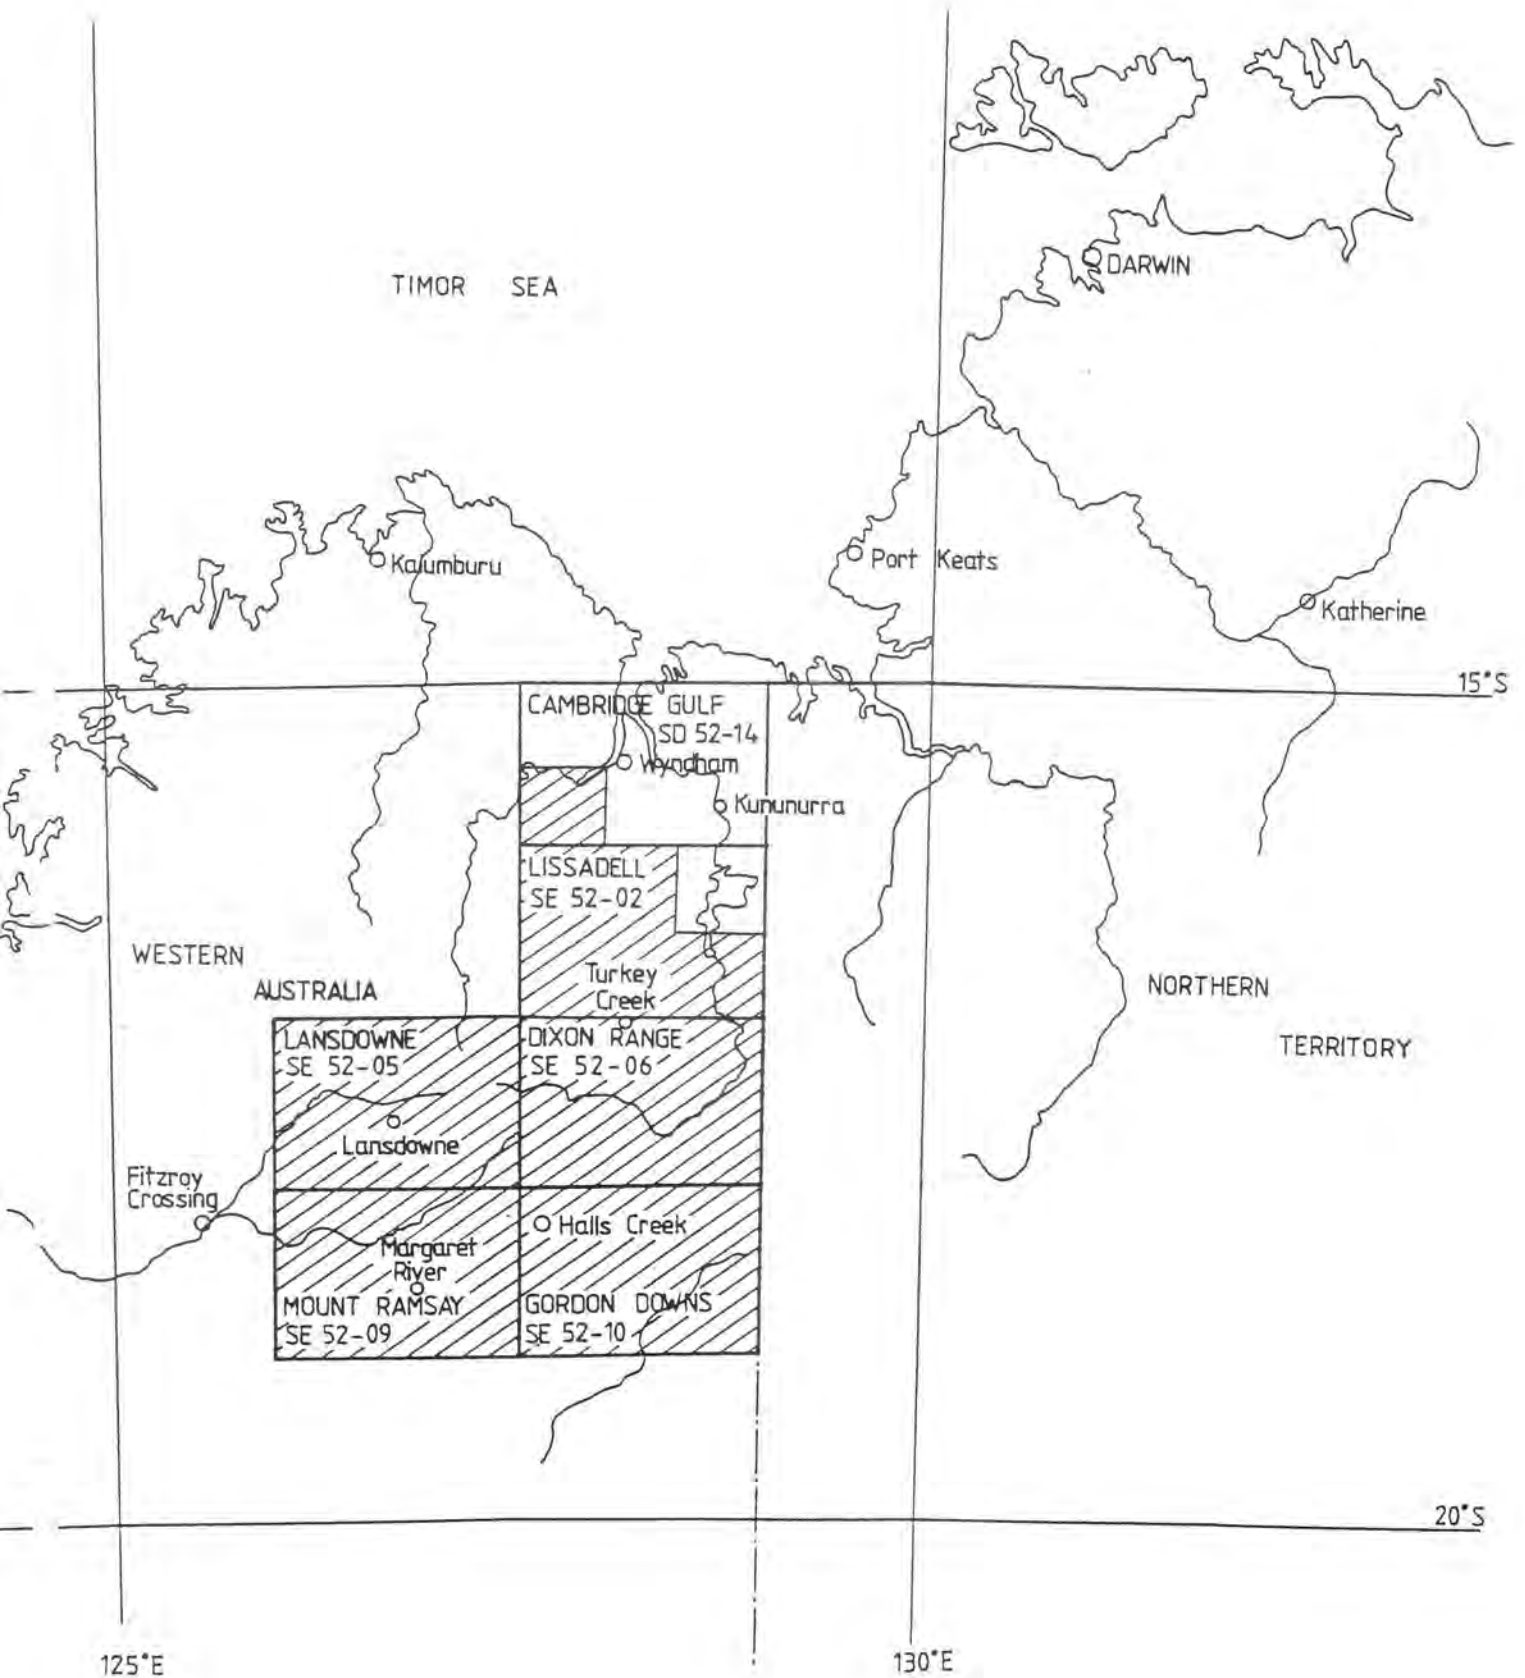 TIMOR SEA
DARWIN
Kalumburu
Port Keats
Katherine
15°S
CAMBRIDGE GULF
SD 52-14
Wyndham
Kununurra
LISSADELL
SE 52-02
WESTERN
AUSTRALIA
Turkey
Creek
NORTHERN
TERRITORY
LANSDOWNE
SE 52-05
DIXON RANGE
SE 52-06
Lansdowne
Fitzroy
Crossing
Halls Creek
Margaret
River
MOUNT RAMSAY
SE 52-09
GORDON DOWNS
SE 52-10
20°S
125°E
130°E